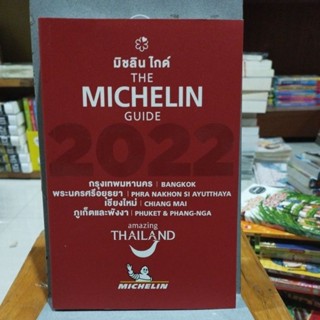 มิชลิน ไกด์
THE
MICHELIN
GUIDE
2022
กรุงเทพมหานคร | BANGKOK
พระนครศรีอยุธยา | PHRA NAKHON SI AYUTTHAYA
เชียงใหม่ | CHIANG MAI
ภูเก็ตและพังงา | PHUKET & PHANG-NGA
amazing
THAILAND
MICHELIN